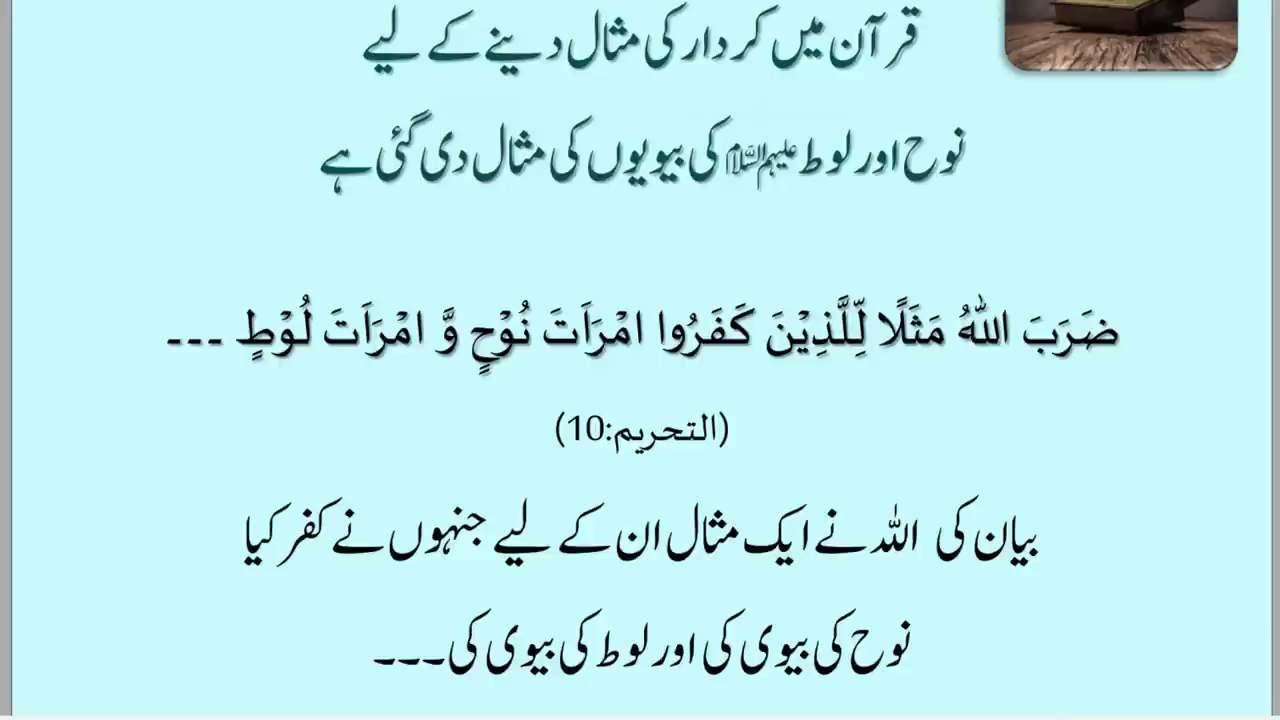 قرآن میں کردار کی مثال دینے کے لیے
نوح اور لوط علیہم السلام کی بیویوں کی مثال دی گئی ہے
ضَرَبَ اللّٰهُ مَثَلًا لِّلَّذِيْنَ كَفَرُوا امْرَاَتَ نُوْحٍ وَّ امْرَاَتَ لُوْطٍ ۔۔۔
(التحریم:10)
بیان کی اللہ نے ایک مثال ان کے لیے جنہوں نے کفر کیا
نوح کی بیوی کی اور لوط کی بیوی کی۔۔۔